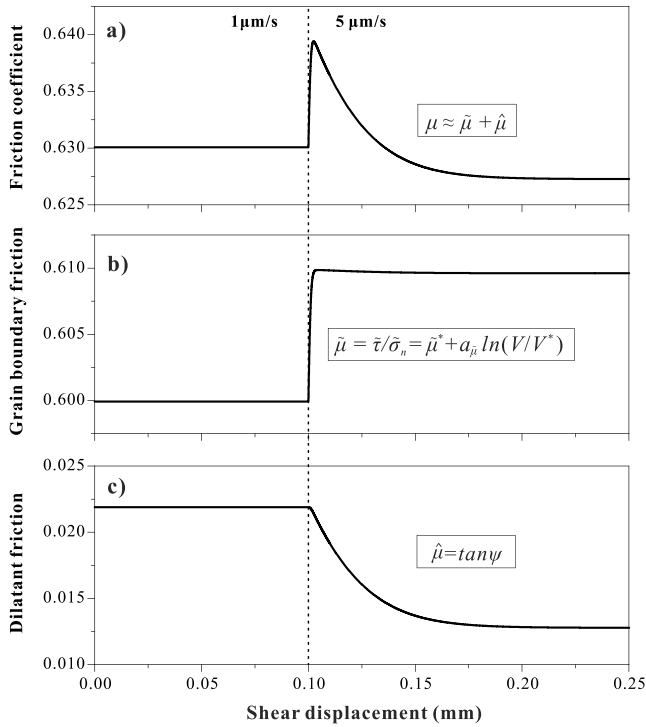 1μm/s 5 μm/s
a)
Friction coefficient
0.640
0.635
0.630
0.625
μ ≈ μ̃ + μ̂
b)
Grain boundary friction
0.610
0.605
0.600
μ̃ = τ̃/σ̃ₙ = μ̃* + a_μ̃ ln(V/V*)
c)
Dilatant friction
0.025
0.020
0.015
0.010
μ̂=tanψ
0.00 0.05 0.10 0.15 0.20 0.25
Shear displacement (mm)